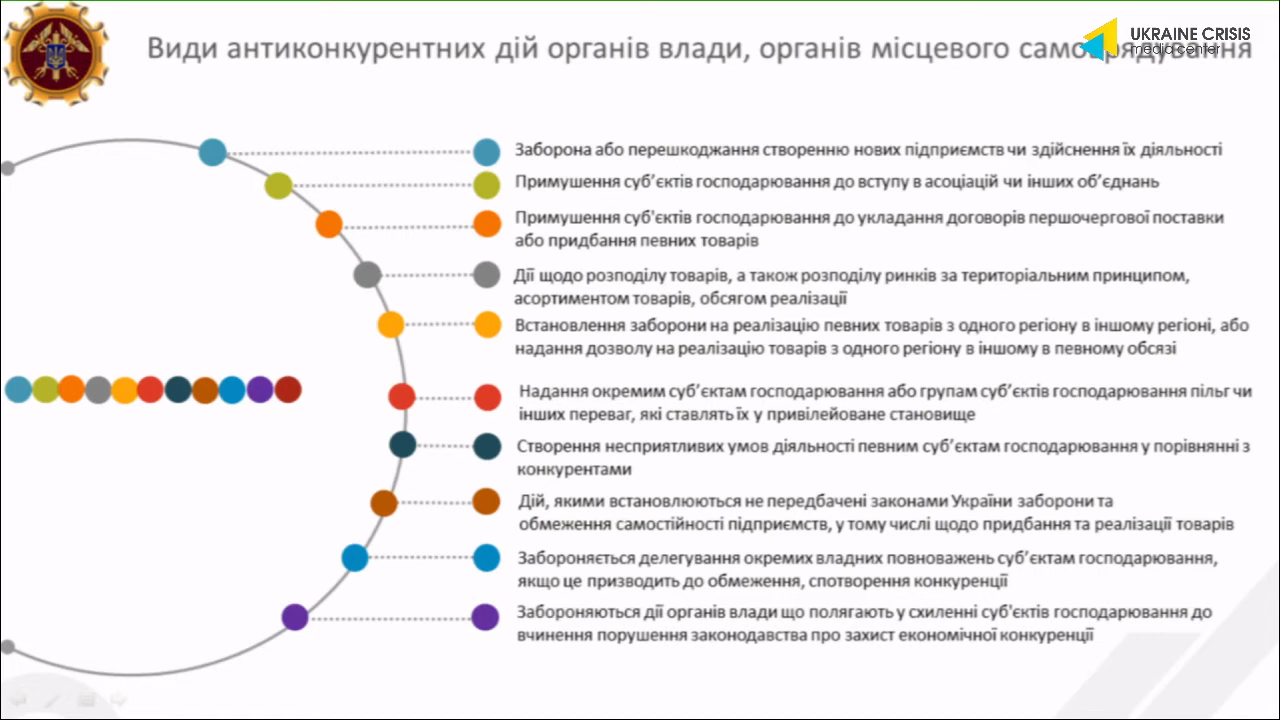 Види антиконкурентних дій органів влади, органів місцевого самоврядування
UKRAINE CRISIS
media center
Заборона або перешкоджання створенню нових підприємств чи здійснення їх діяльності
Примушення суб’єктів господарювання до вступу в асоціацій чи інших об’єднань
Примушення суб'єктів господарювання до укладання договорів першочергової поставки
або придбання певних товарів
Дії щодо розподілу товарів, а також розподілу ринків за територіальним принципом,
асортиментом товарів, обсягом реалізації
Встановлення заборони на реалізацію певних товарів з одного регіону в іншому регіоні, або
надання дозволу на реалізацію товарів з одного регіону в іншому в певному обсязі
Надання окремим суб’єктам господарювання або групам суб’єктів господарювання пільг чи
інших переваг, які ставлять їх у привілейоване становище
Створення несприятливих умов діяльності певним суб’єктам господарювання у порівнянні з
конкурентами
Дій, якими встановлюються не передбачені законами України заборони та
обмеження самостійності підприємств, у тому числі щодо придбання та реалізації товарів
Забороняється делегування окремих владних повноважень суб’єктам господарювання,
якщо це призводить до обмеження, спотворення конкуренції
Забороняються дії органів влади що полягають у схиленні суб'єктів господарювання до
вчинення порушення законодавства про захист економічної конкуренції